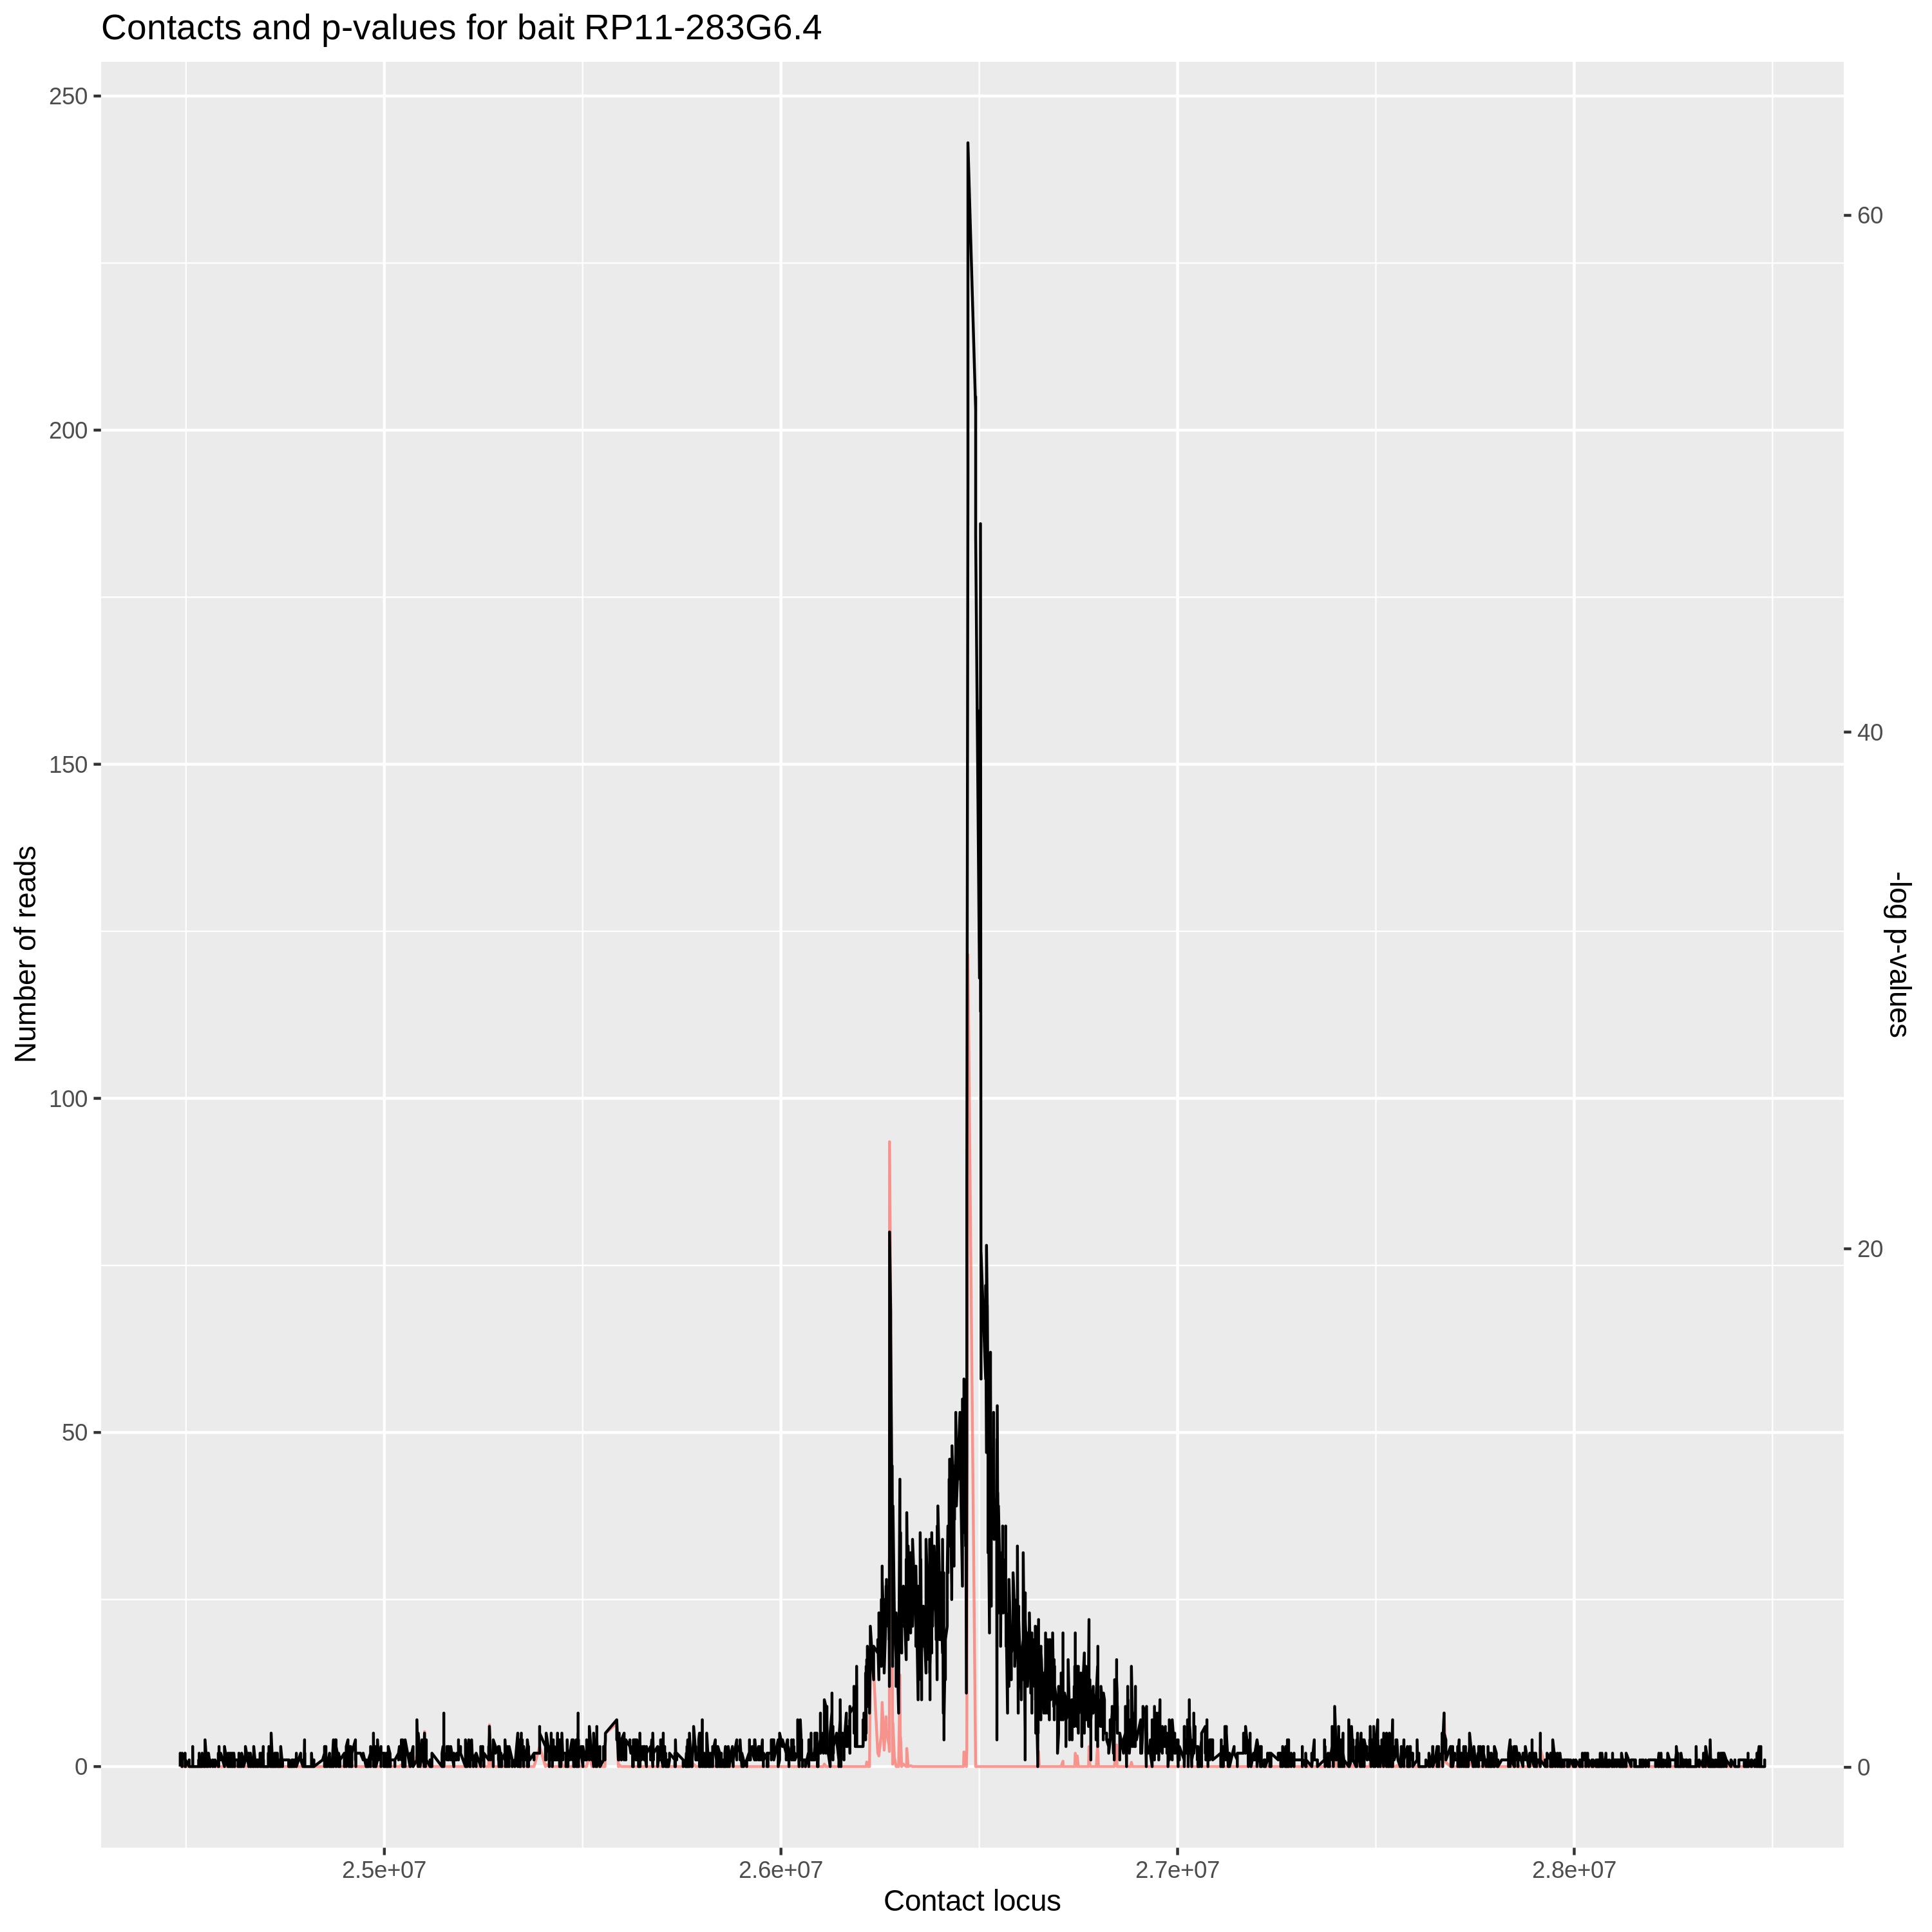 Contacts and p-values for bait RP11-283G6.4
250
200
150
100
50
0
Number of reads
60
40
20
0
-log p-values
2.5e+07
2.6e+07
2.7e+07
2.8e+07
Contact locus